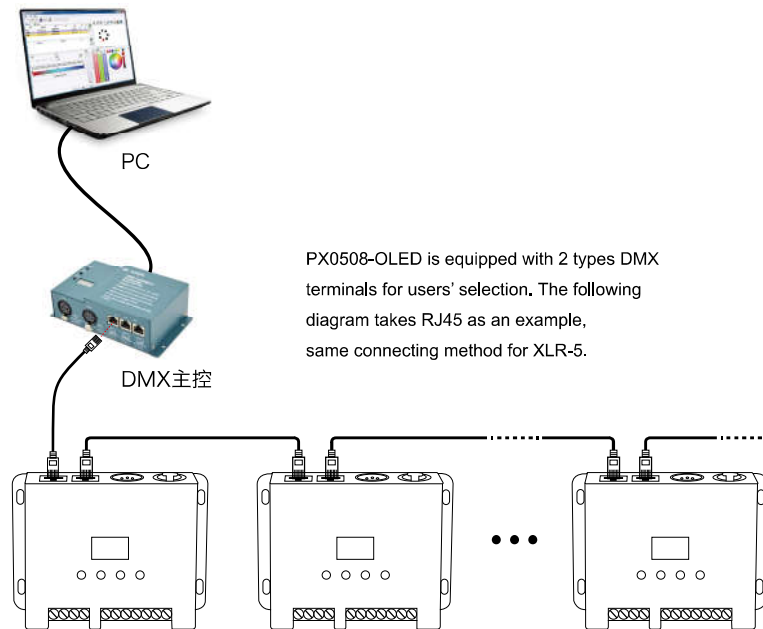 PC
PX0508-OLED is equipped with 2 types DMX
terminals for users' selection. The following
diagram takes RJ45 as an example,
same connecting method for XLR-5.
DMX主控